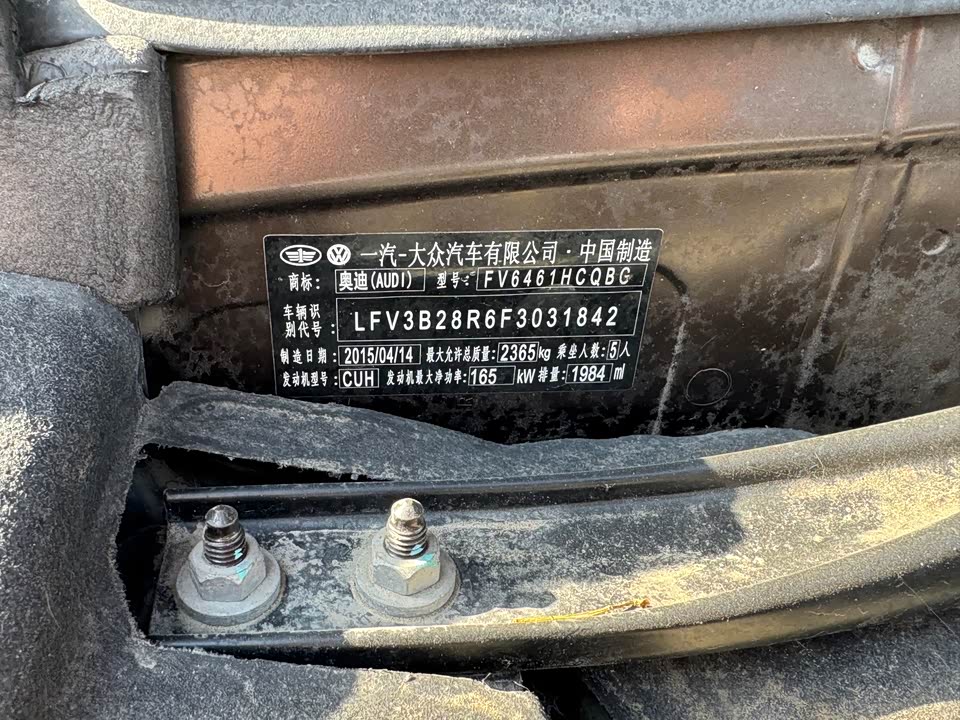 一汽-大众汽车有限公司·中国制造
商标: 奥迪(AUDI) 型号: FV6461HCQBG
车辆识
别代号: LFV3B28R6F3031842
制造日期: 2015/04/14 最大允许总质量: 2365kg 乘坐人数: 5人
发动机型号: CUH 发动机最大净功率: 165 kW 排量: 1984 ml